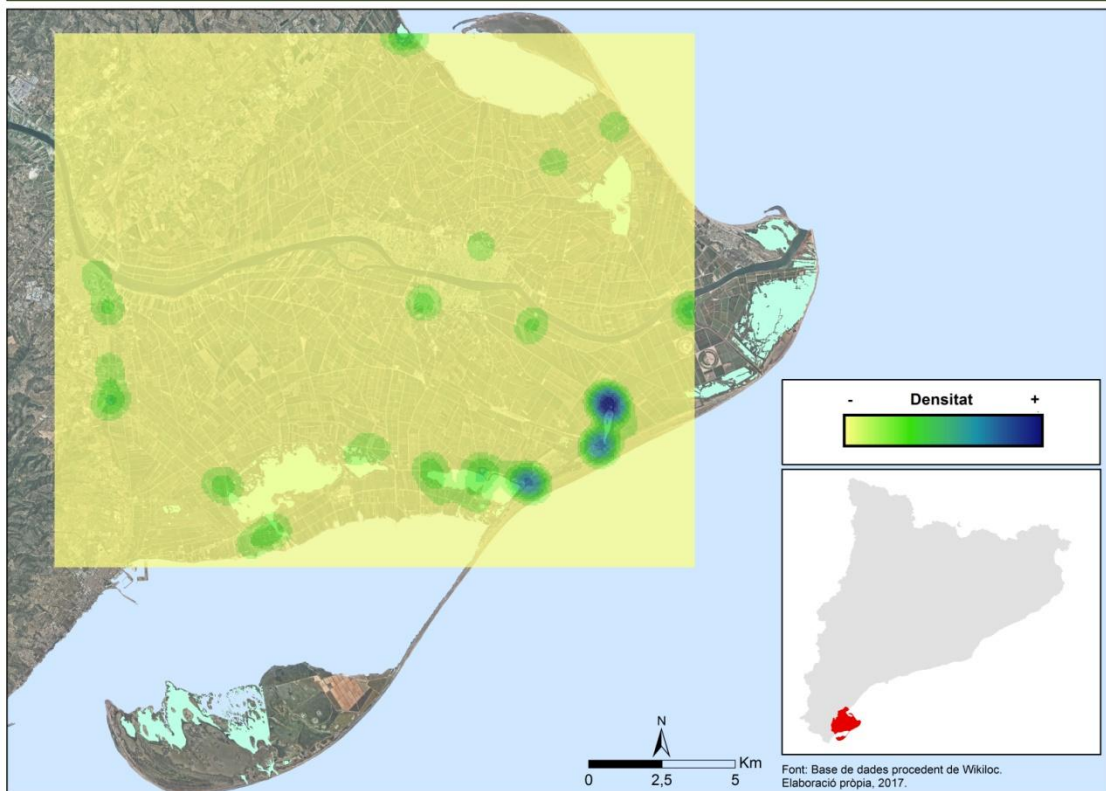 - Densitat +
N
Km
0 2,5 5
Font: Base de dades procedent de Wikiloc.
Elaboració pròpia, 2017.